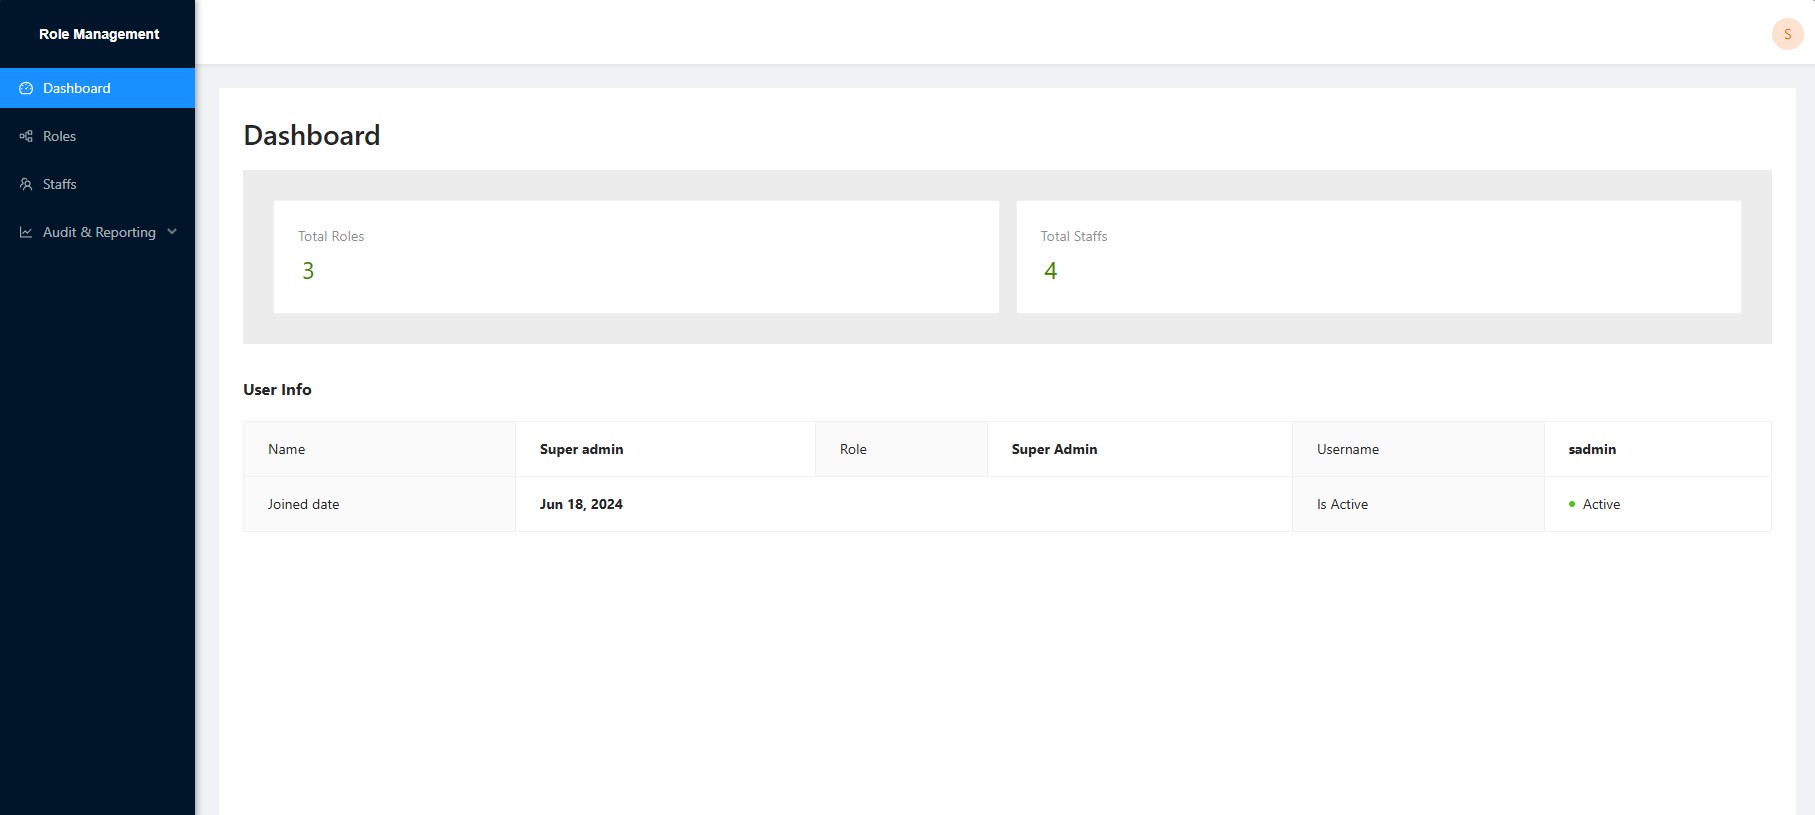 Role Management
S
Dashboard
Roles
Staffs
Audit & Reporting
Dashboard
Total Roles
3
Total Staffs
4
User Info
Name Super admin Role Super Admin Username sadmin
Joined date Jun 18, 2024 Is Active Active